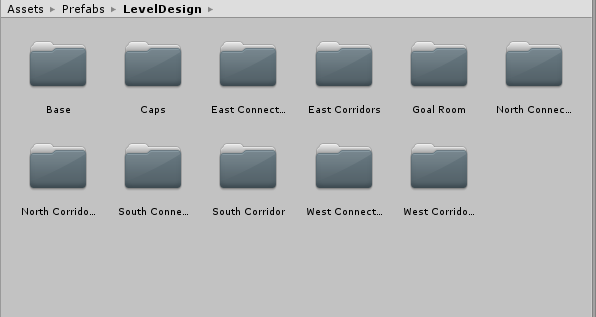 Assets ▸ Prefabs ▸ LevelDesign ▸
Base Caps East Connect... East Corridors Goal Room North Connec...
North Corrido... South Conne... South Corridor West Connect... West Corrido...